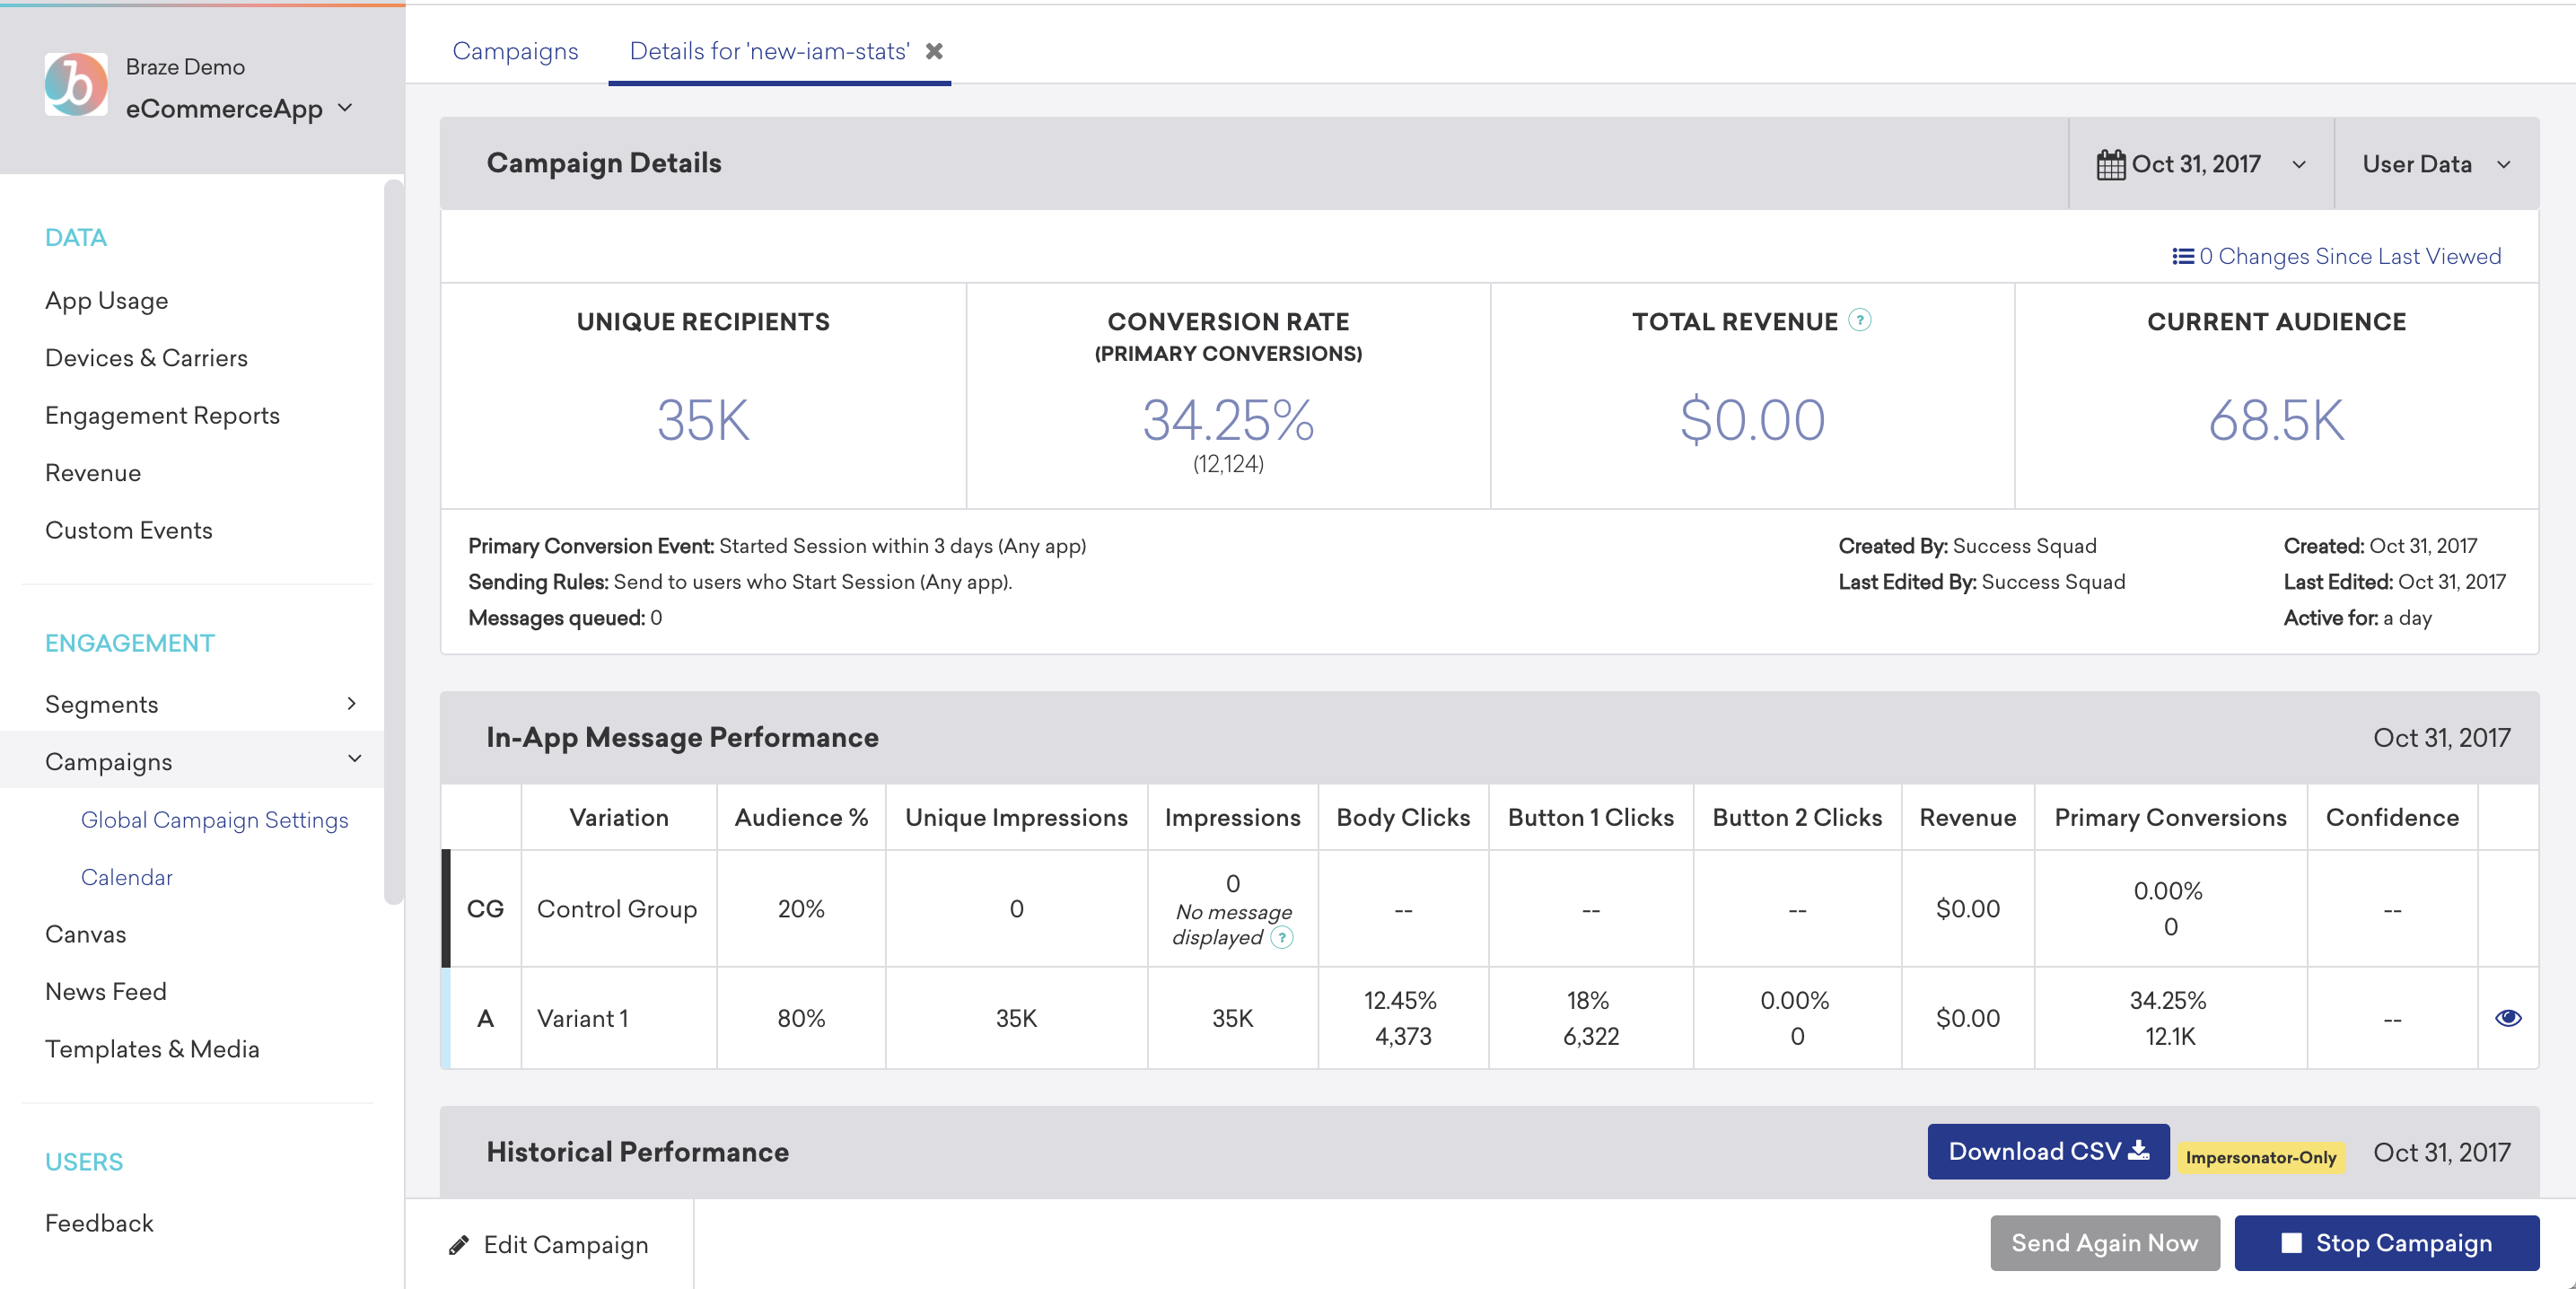 Braze Demo
eCommerceApp
DATA
App Usage
Devices & Carriers
Engagement Reports
Revenue
Custom Events
ENGAGEMENT
Segments
Campaigns
Global Campaign Settings
Calendar
Canvas
News Feed
Templates & Media
USERS
Feedback
Campaigns Details for 'new-iam-stats'
Campaign Details Oct 31, 2017 User Data
0 Changes Since Last Viewed
UNIQUE RECIPIENTS
35K
CONVERSION RATE
(PRIMARY CONVERSIONS)
34.25%
(12,124)
TOTAL REVENUE ?
$0.00
CURRENT AUDIENCE
68.5K
Primary Conversion Event: Started Session within 3 days (Any app)
Sending Rules: Send to users who Start Session (Any app).
Messages queued: 0
Created By: Success Squad
Last Edited By: Success Squad
Created: Oct 31, 2017
Last Edited: Oct 31, 2017
Active for: a day
In-App Message Performance Oct 31, 2017
Variation Audience % Unique Impressions Impressions Body Clicks Button 1 Clicks Button 2 Clicks Revenue Primary Conversions Confidence
CG Control Group 20% 0 0 -- -- -- $0.00 0.00% --
No message
displayed ?
0
A Variant 1 80% 35K 35K 12.45% 18% 0.00% $0.00 34.25% --
4,373 6,322 0 12.1K
Historical Performance Download CSV Impersonator-Only Oct 31, 2017
Edit Campaign Send Again Now Stop Campaign